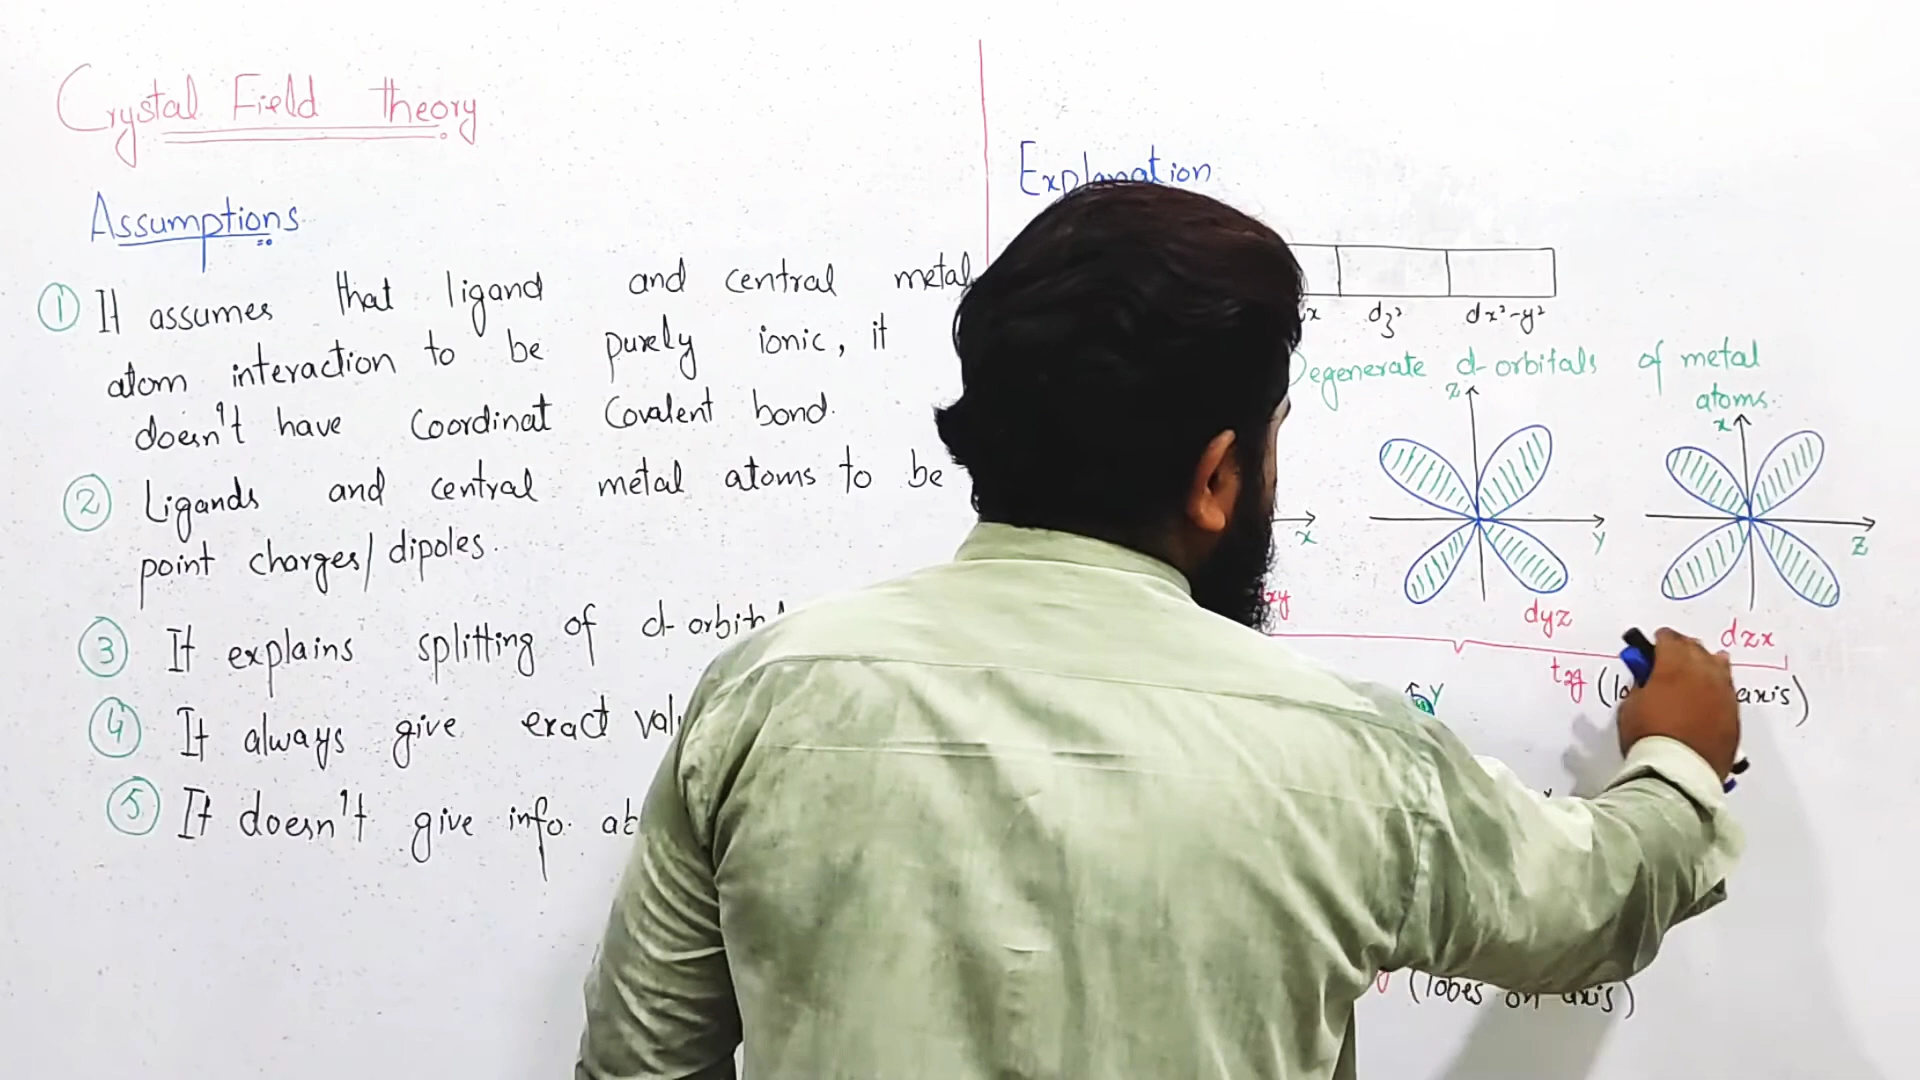 Crystal Field theory
Assumptions
① It assumes that ligand and central metal
atom interaction to be purely ionic, it
doesn't have Coordinat Covalent bond.
② Ligands and central metal atoms to be
point charges/dipoles.
③ It explains splitting of d-orbit
④ It always give exact val
⑤ It doesn't give info. ab
Explanation
x dz² dx²-y²
Degenerate d-orbitals of metal
atoms.
z x
x y z
xy dyz dzx
t2g (lo axis)
y
(lobes on axis)